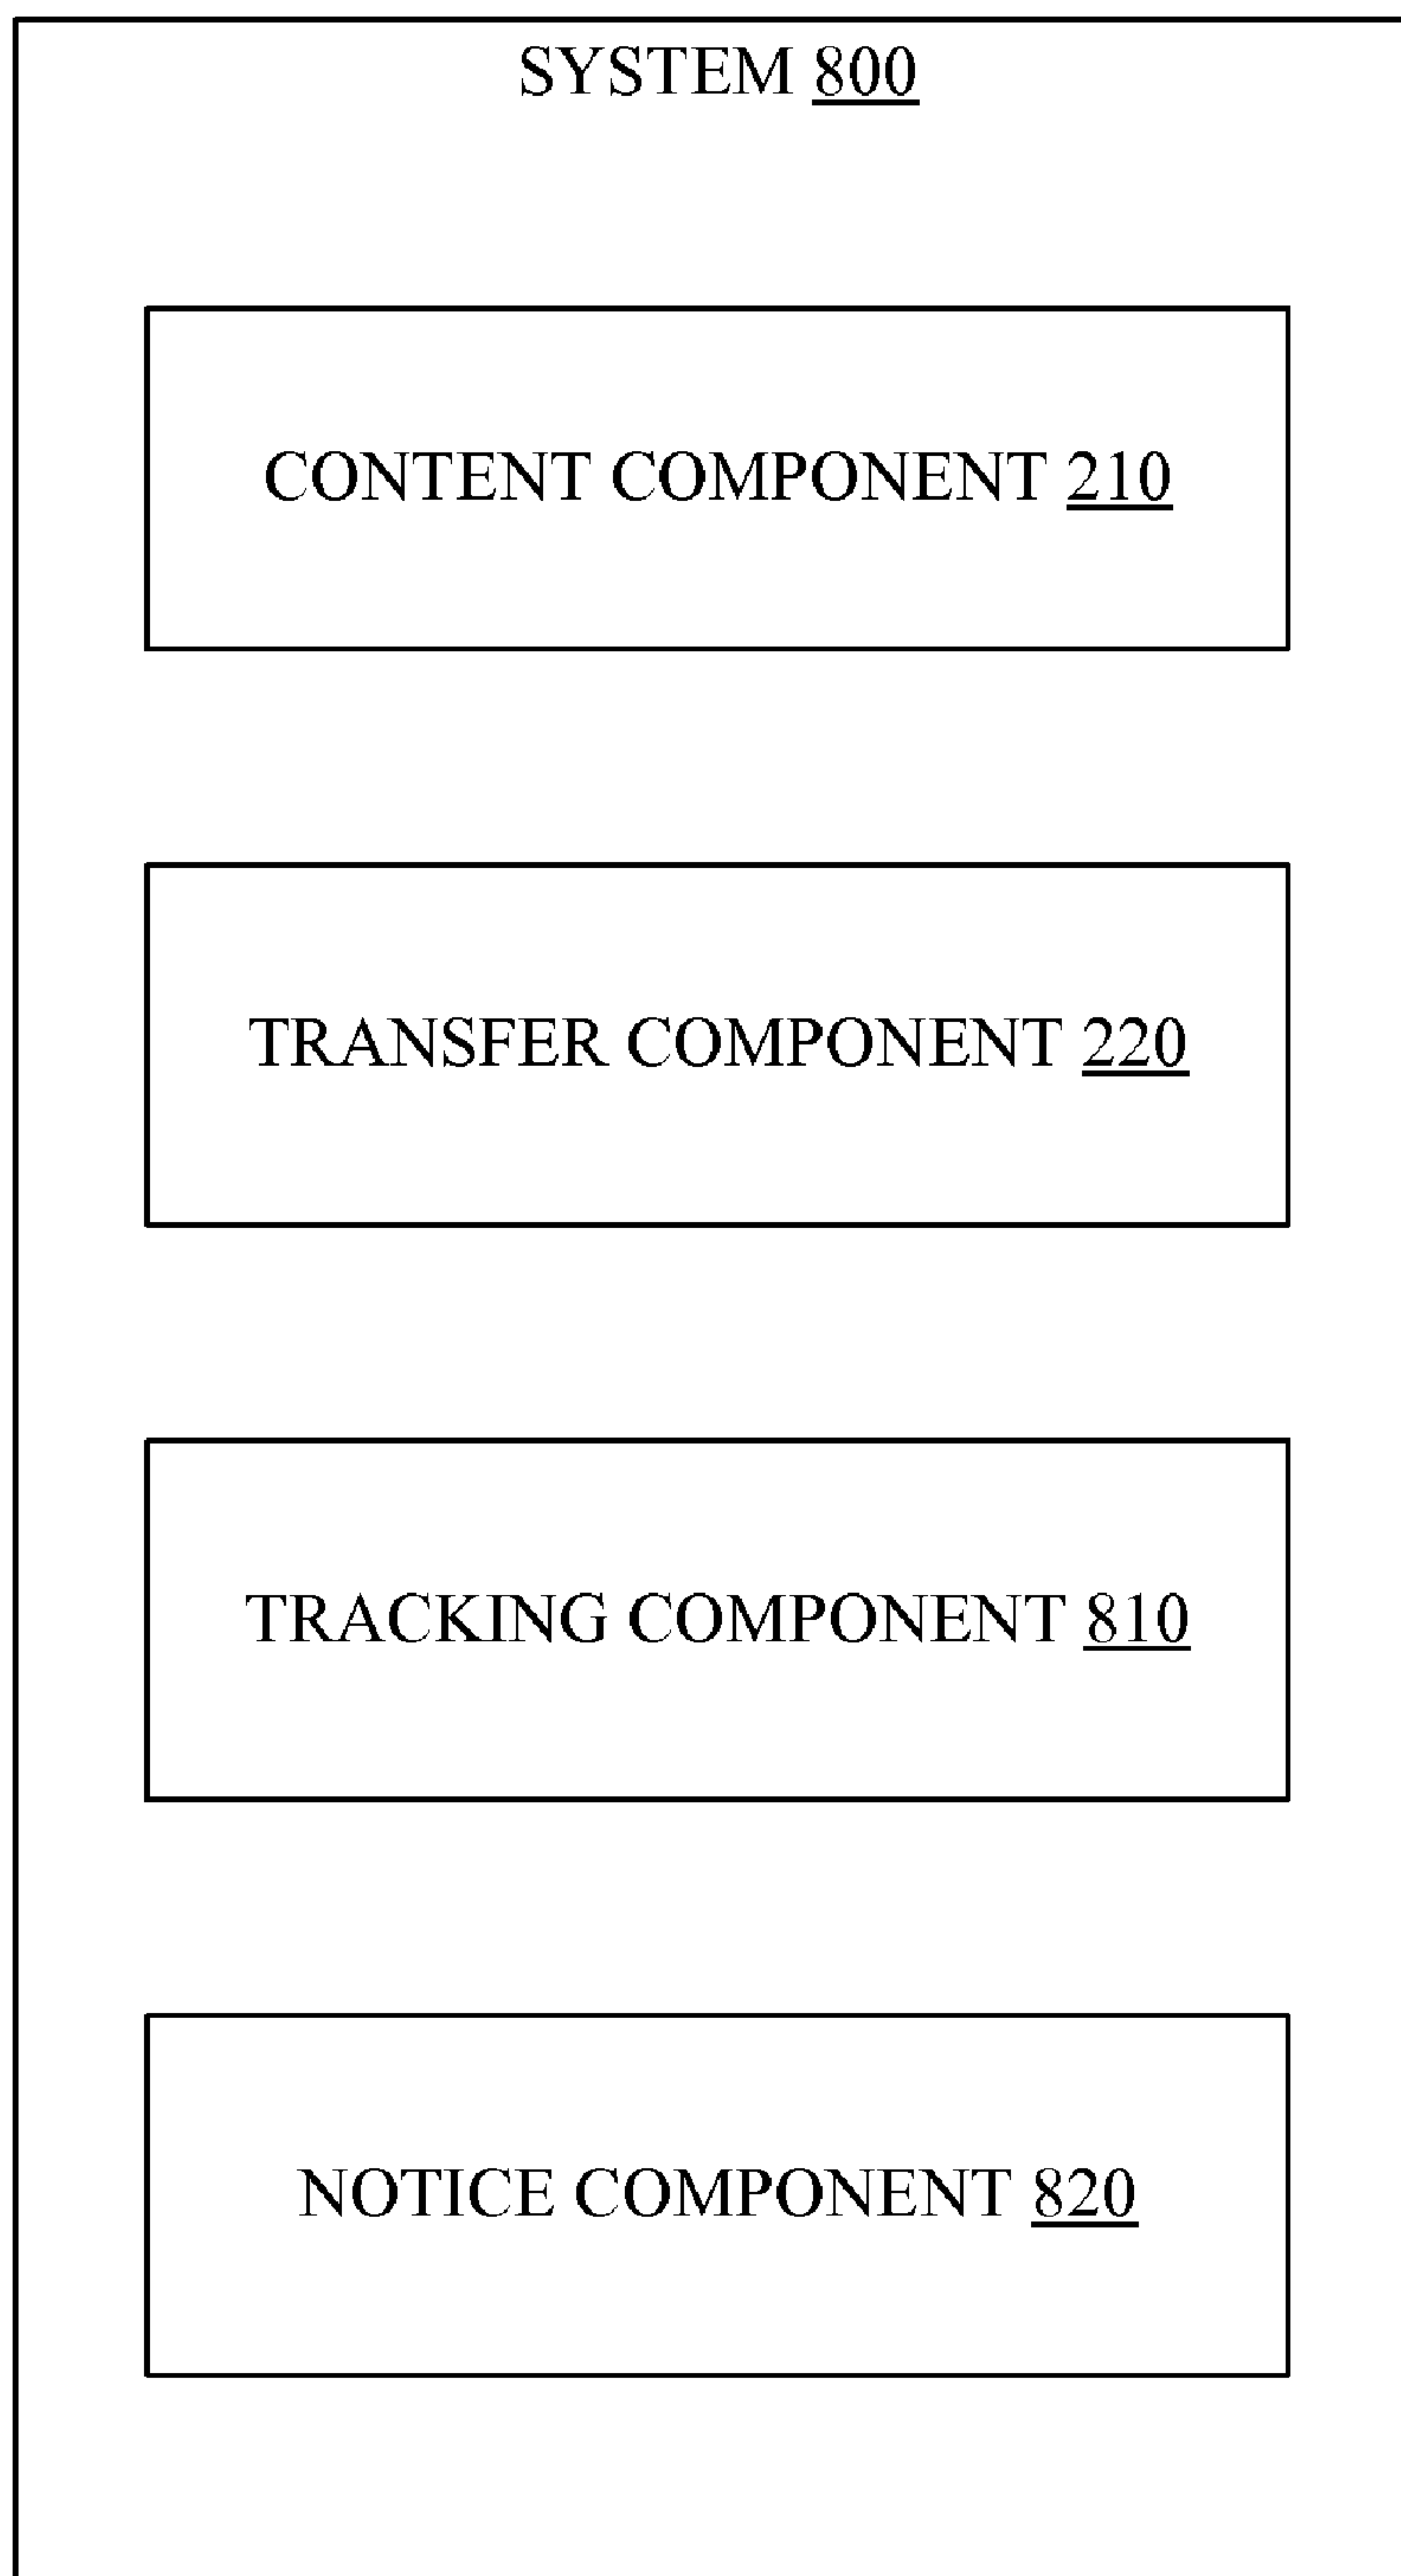 SYSTEM 800
CONTENT COMPONENT 210
TRANSFER COMPONENT 220
TRACKING COMPONENT 810
NOTICE COMPONENT 820